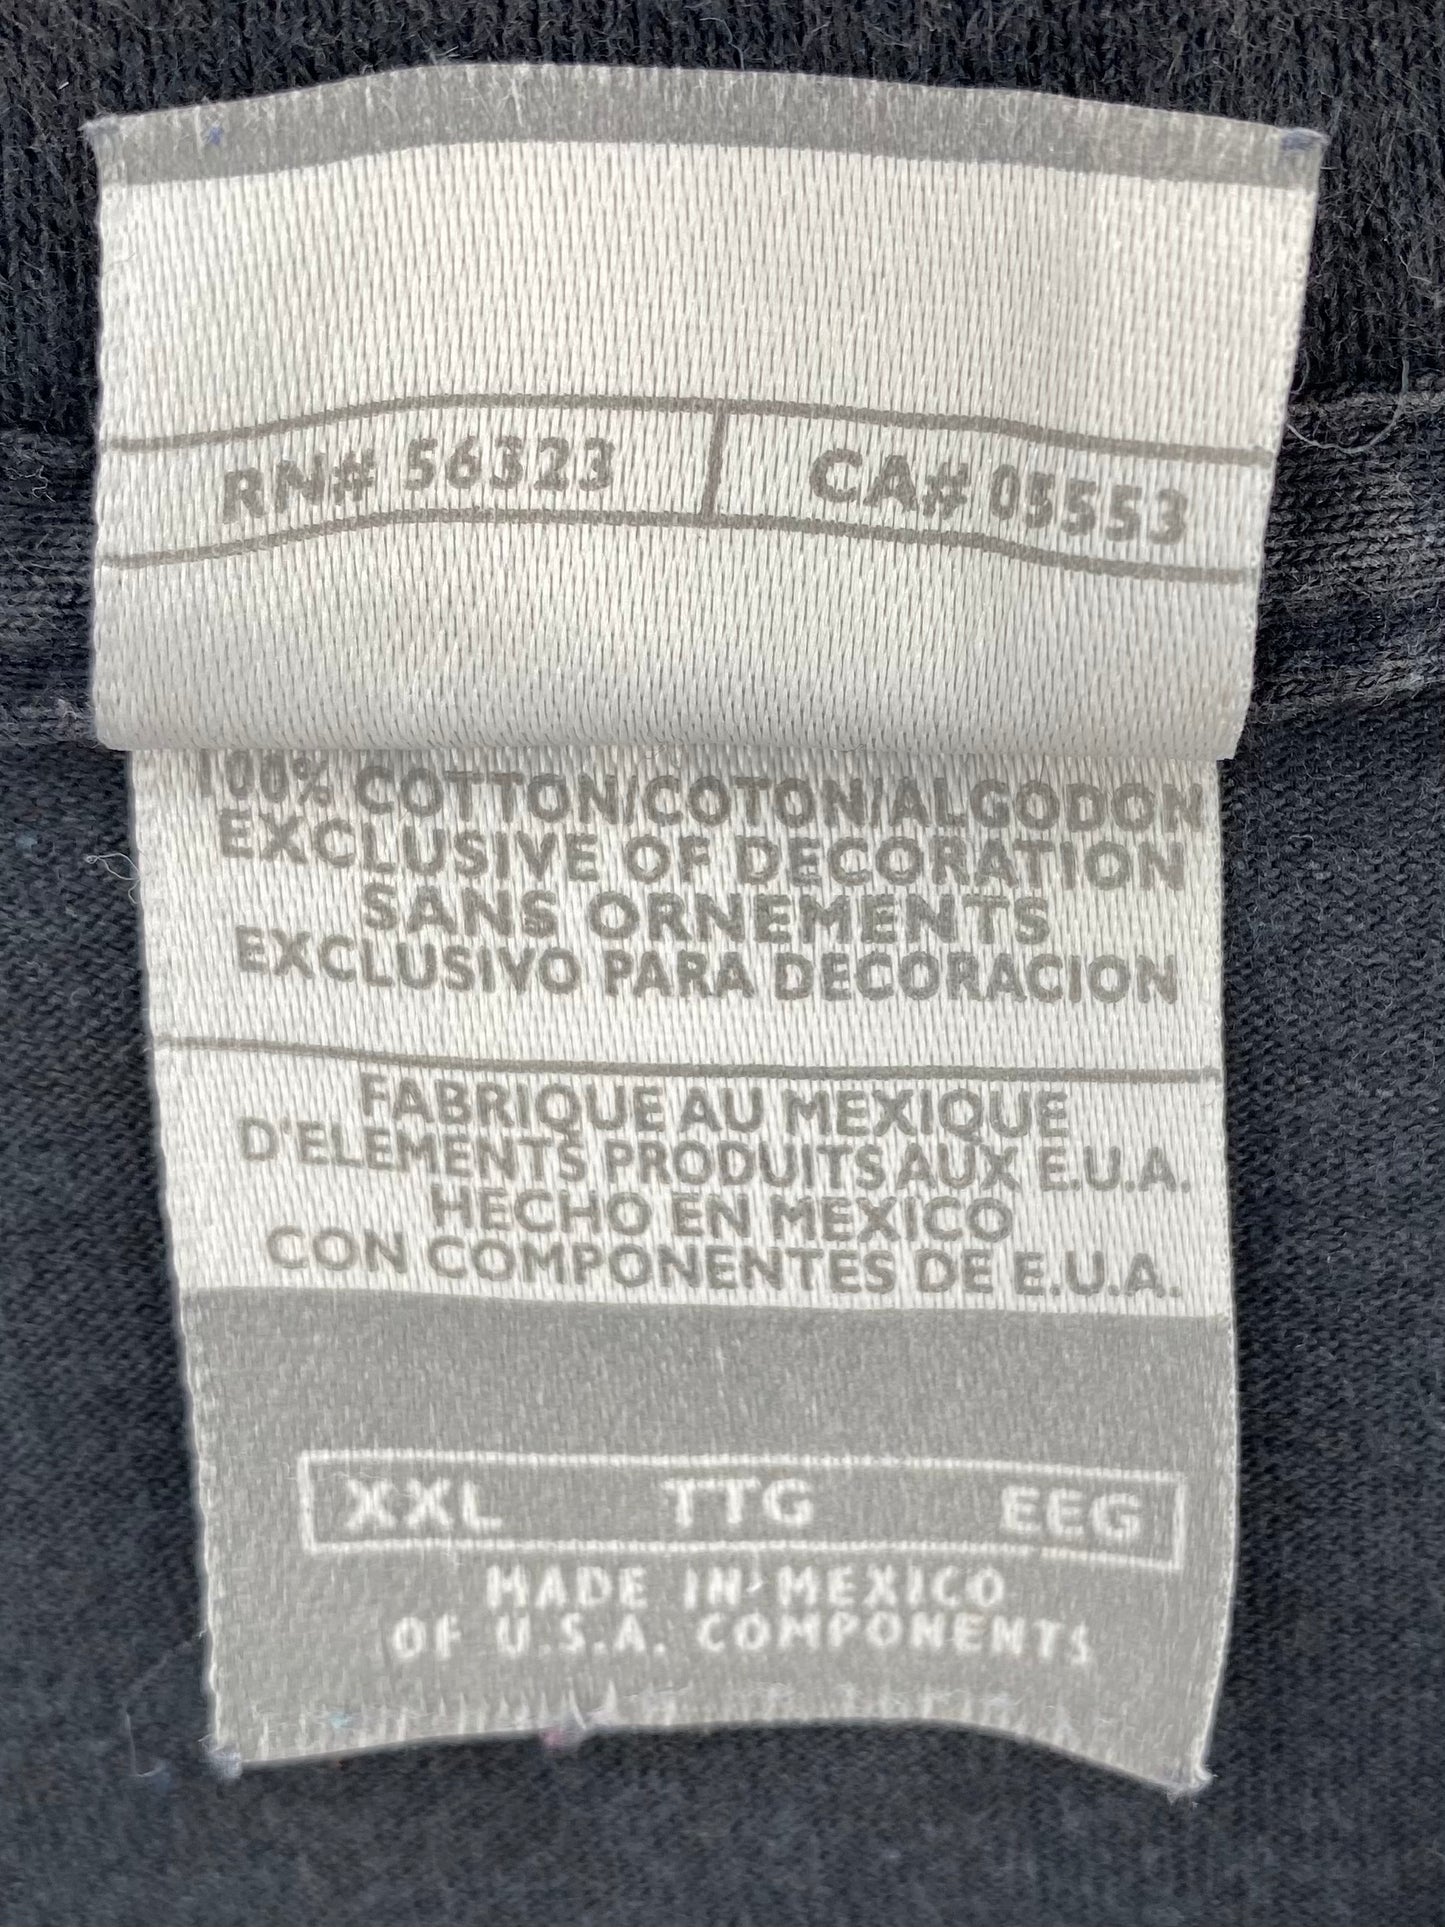 RN# 56323 CA# 05553
100% COTTON/COTON/ALGODON
EXCLUSIVE OF DECORATION
SANS ORNEMENTS
EXCLUSIVO PARA DECORACION
FABRIQUE AU MEXIQUE
D'ELEMENTS PRODUITS AUX E.U.A.
HECHO EN MEXICO
CON COMPONENTES DE E.U.A.
XXL TTG EEG
MADE IN MEXICO
OF U.S.A. COMPONENTS